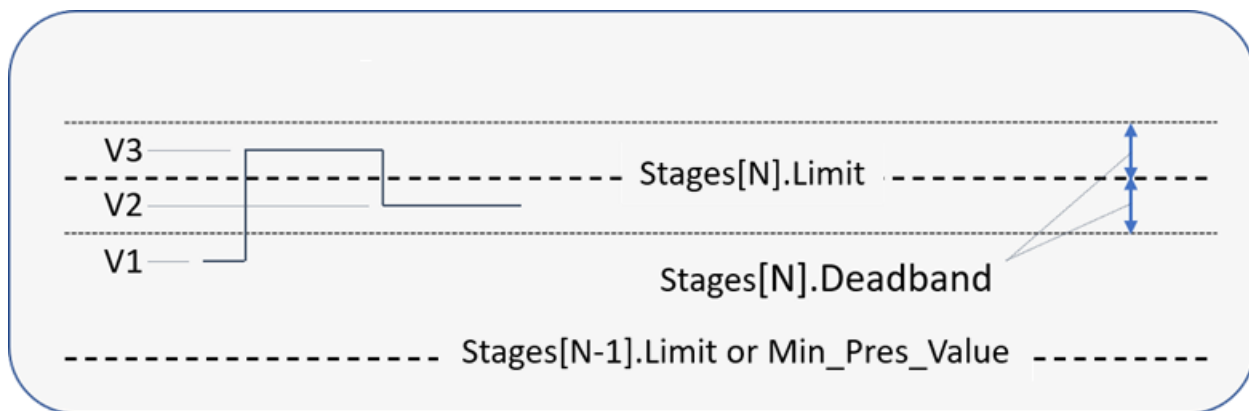 V3
Stages[N].Limit
V2
V1
Stages[N].Deadband
Stages[N-1].Limit or Min_Pres_Value